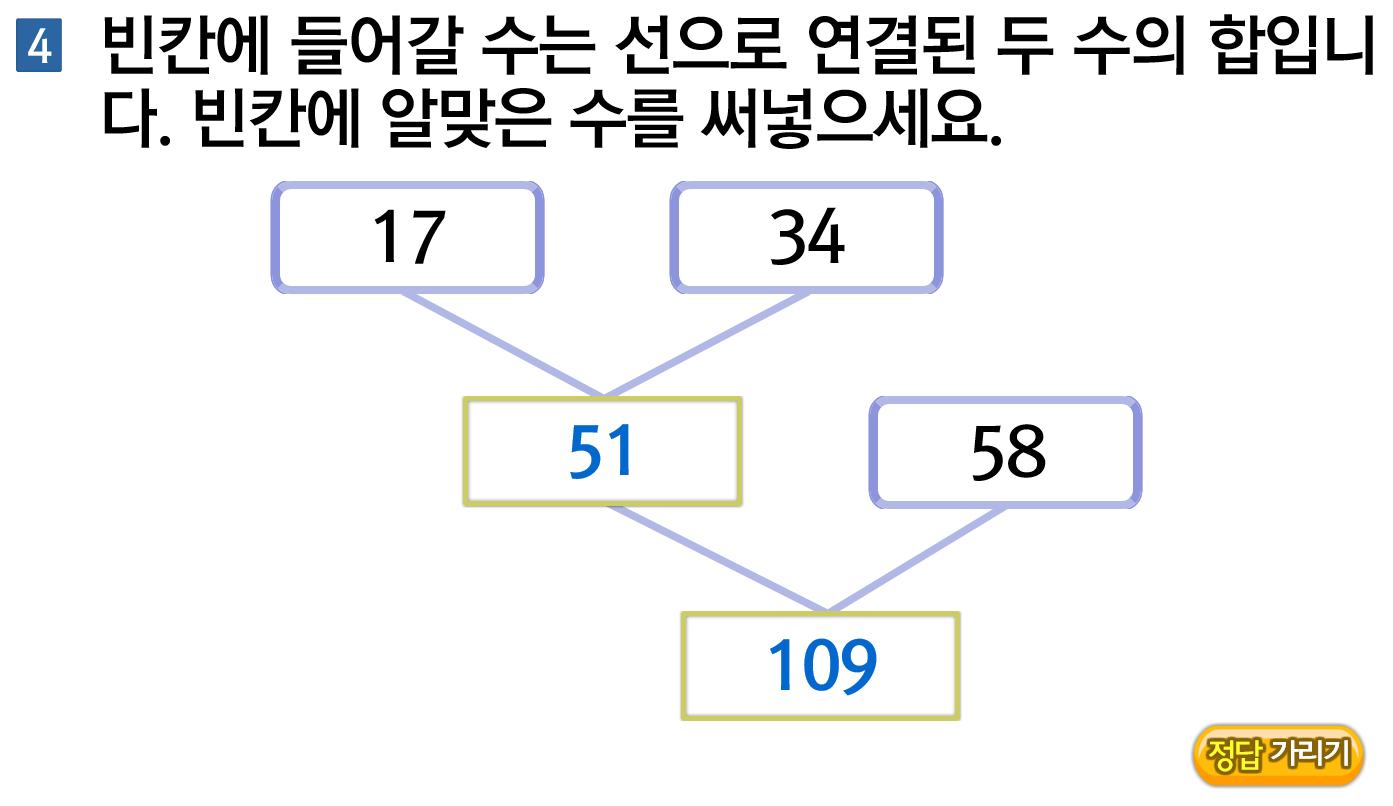 4 빈칸에 들어갈 수는 선으로 연결된 두 수의 합입니
다. 빈칸에 알맞은 수를 써넣으세요.
17 34
51 58
109
정답 가리기